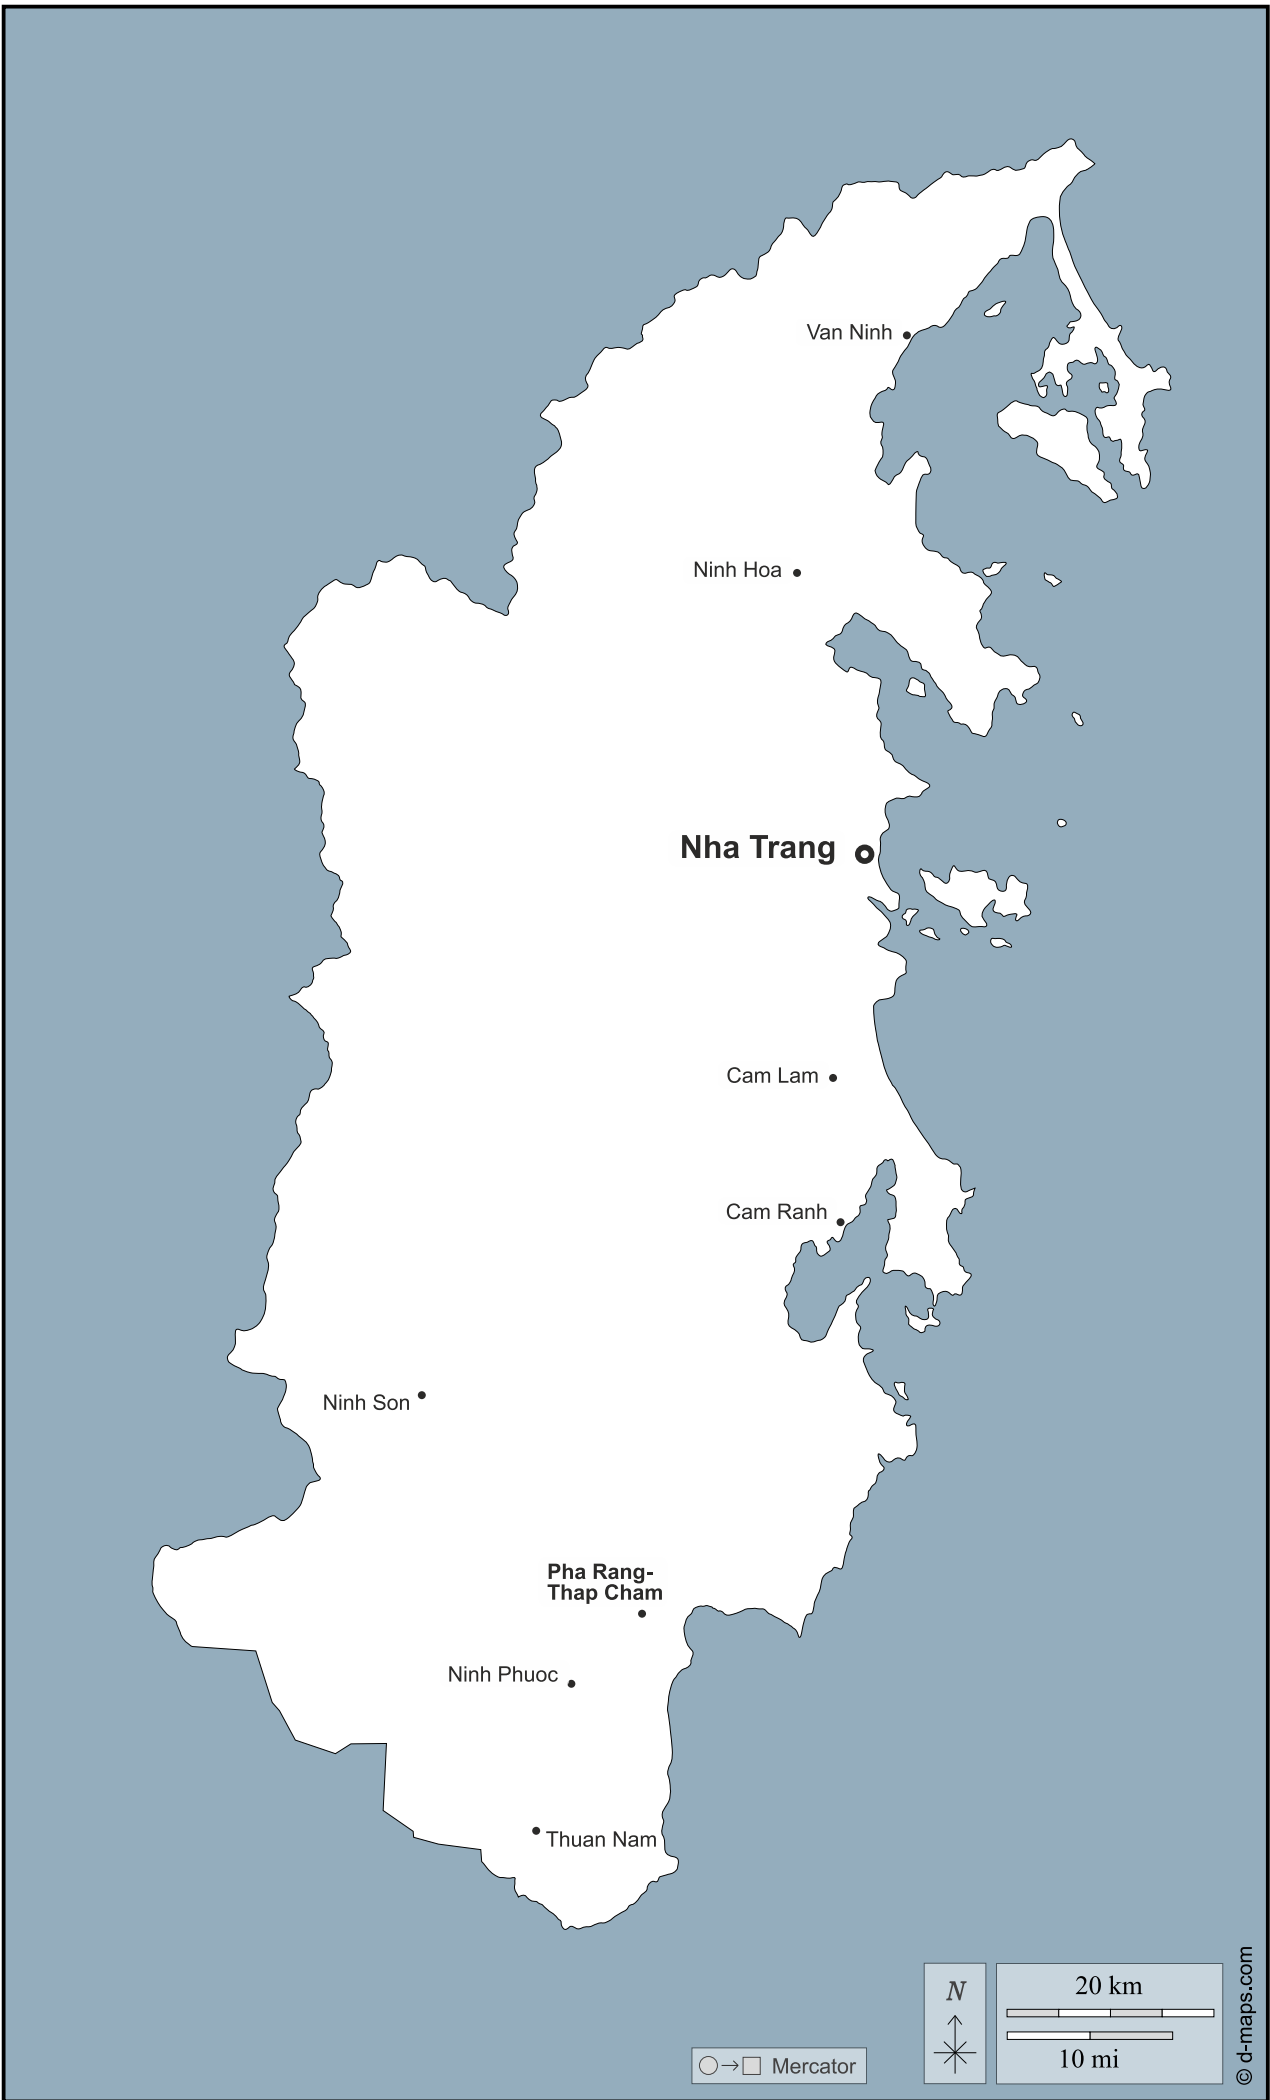 Van Ninh
Ninh Hoa
Nha Trang
Cam Lam
Cam Ranh
Ninh Son
Pha Rang-
Thap Cham
Ninh Phuoc
Thuan Nam
N
20 km
10 mi
Mercator
© d-maps.com